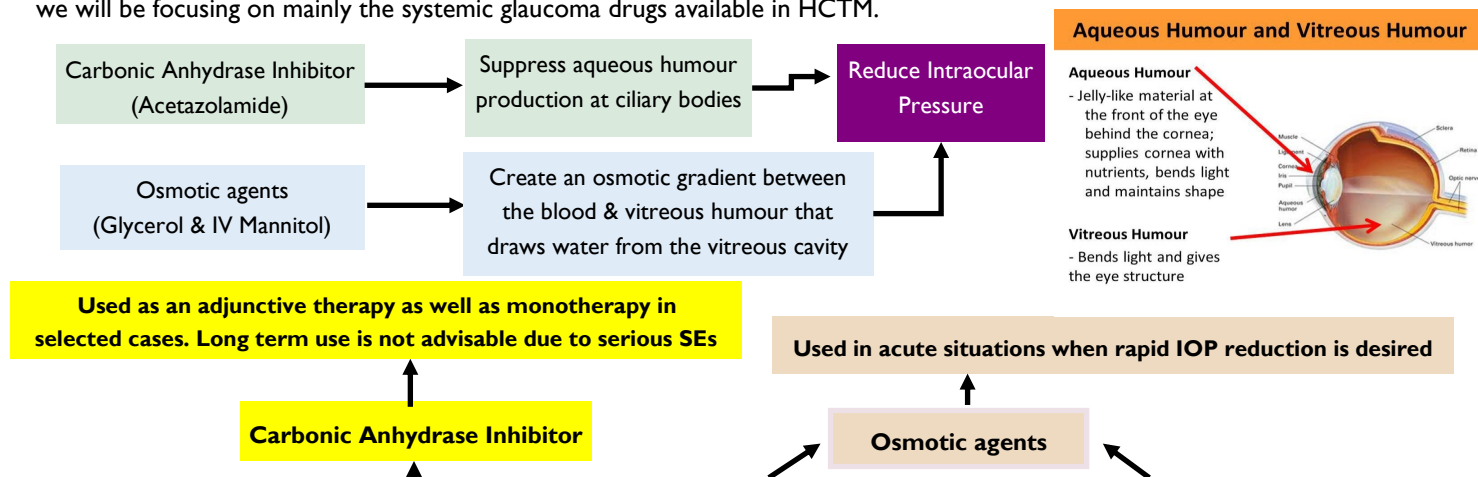 we will be focusing on mainly the systemic glaucoma drugs available in HCTM.
Carbonic Anhydrase Inhibitor
(Acetazolamide)
Suppress aqueous humour
production at ciliary bodies
Reduce Intraocular
Pressure
Osmotic agents
(Glycerol & IV Mannitol)
Create an osmotic gradient between
the blood & vitreous humour that
draws water from the vitreous cavity
Aqueous Humour and Vitreous Humour
Aqueous Humour
- Jelly-like material at
the front of the eye
behind the cornea;
supplies cornea with
nutrients, bends light
and maintains shape
Vitreous Humour
- Bends light and gives
the eye structure
Muscle
Ligament
Cornea
Iris
Pupil
Aqueous
humor
Lens
Sclera
Retina
Optic nerve
Vitreous humor
Used as an adjunctive therapy as well as monotherapy in
selected cases. Long term use is not advisable due to serious SEs
Used in acute situations when rapid IOP reduction is desired
Carbonic Anhydrase Inhibitor
Osmotic agents